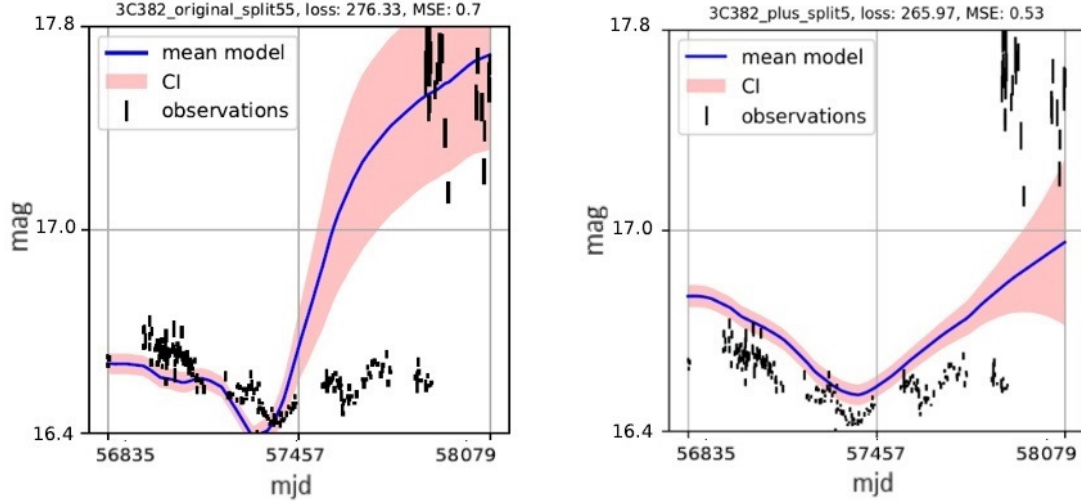 3C382_original_split55, loss: 276.33, MSE: 0.7
17.8
mean model
CI
observations
17.0
mag
16.4
56835
57457
58079
mjd
3C382_plus_split5, loss: 265.97, MSE: 0.53
17.8
mean model
CI
observations
17.0
mag
16.4
56835
57457
58079
mjd